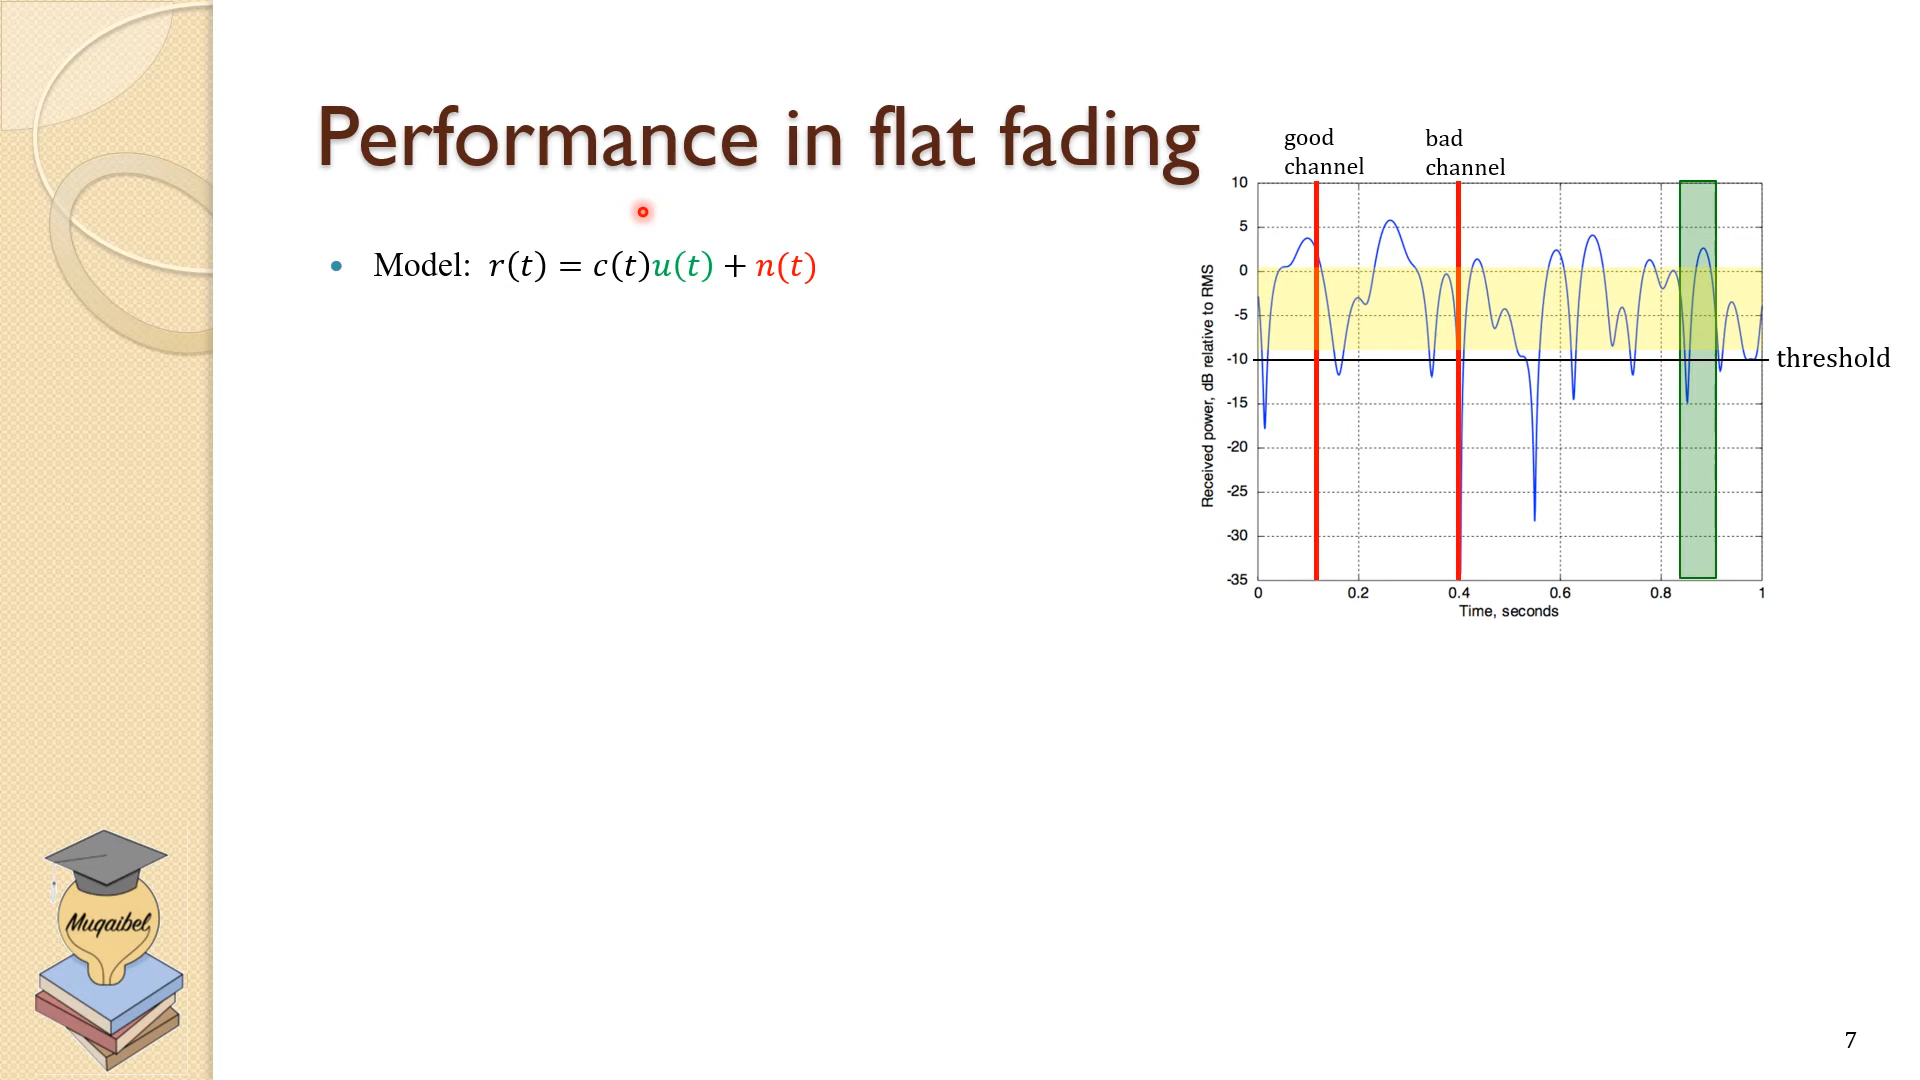 Performance in flat fading
Model: r(t) = c(t)u(t) + n(t)
good
channel
bad
channel
10
5
0
-5
-10
-15
-20
-25
-30
-35
Received power, dB relative to RMS
threshold
0
0.2
0.4
0.6
0.8
1
Time, seconds
Muqaibel
7